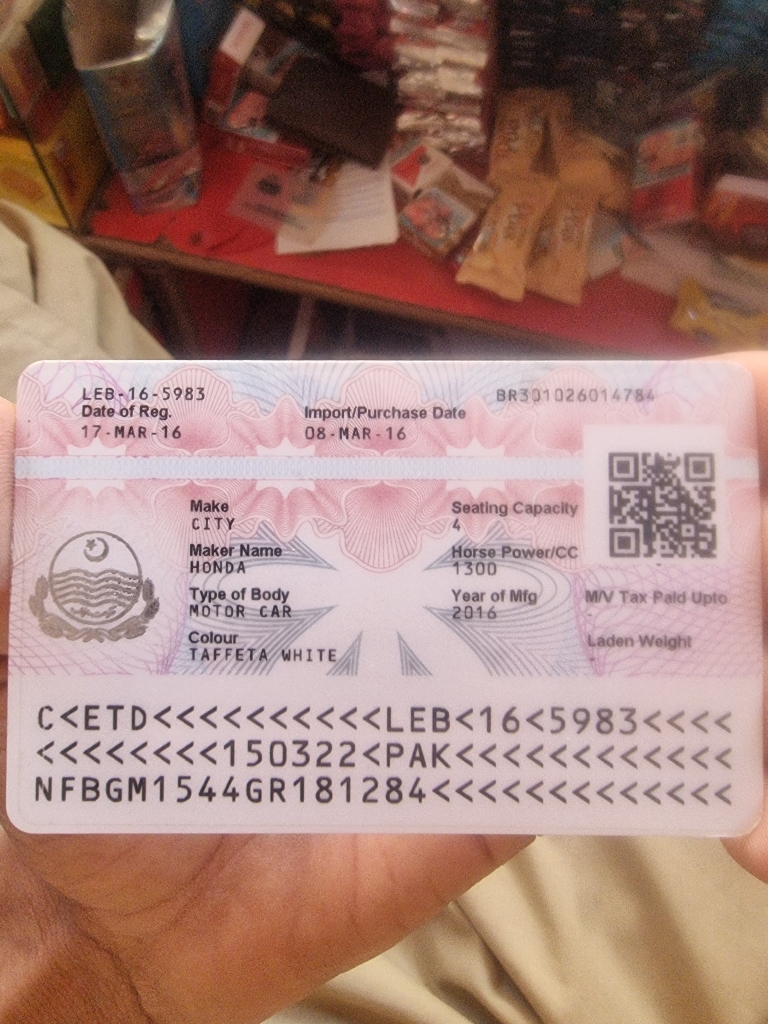 LEB-16-5983
BR301026014784
Date of Reg.
Import/Purchase Date
17-MAR-16
08-MAR-16
Make
Seating Capacity
CITY
4
Maker Name
Horse Power/CC
HONDA
1300
Type of Body
Year of Mfg
M/V Tax Paid Upto
MOTOR CAR
2016
Colour
Laden Weight
TAFFETA WHITE
C<ETD<<<<<<<<<<<LEB<16<5983<<<<
<<<<<<<<150322<PAK<<<<<<<<<<<<<
NFBGM1544GR181284<<<<<<<<<<<<<<